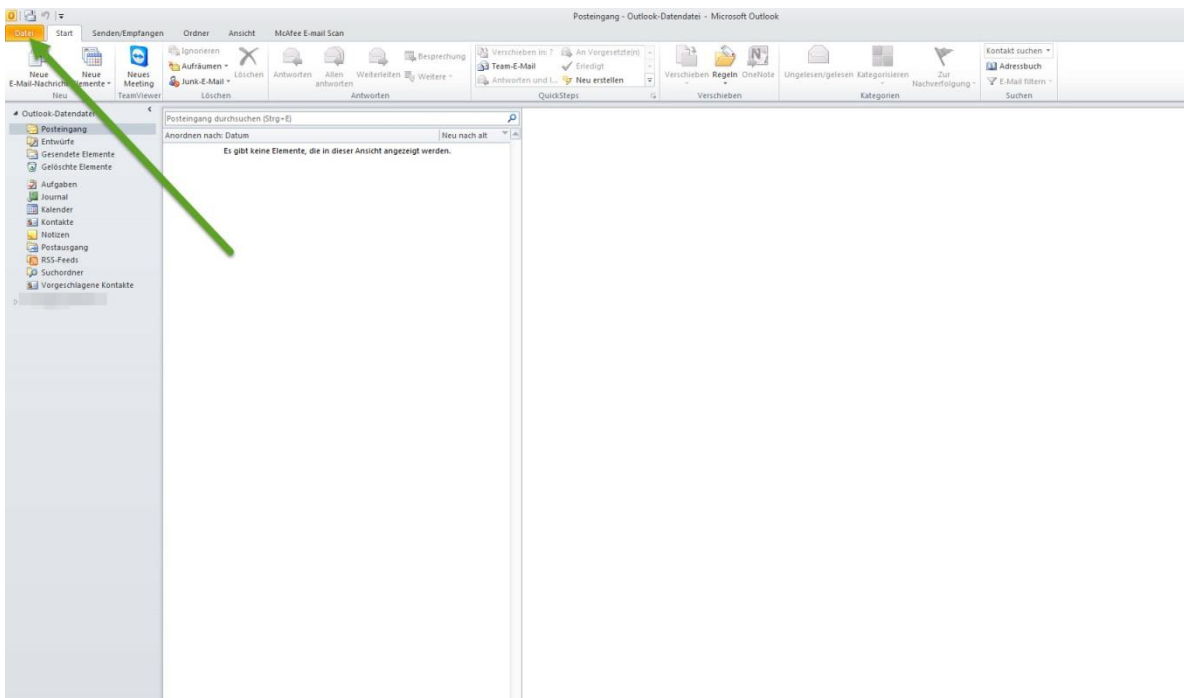 Posteingang - Outlook-Datendatei - Microsoft Outlook
Datei Start Senden/Empfangen Ordner Ansicht McAfee E-mail Scan
Neue E-Mail-Nachricht
Neue Elemente
Neues Meeting
Neu
TeamViewer
Ignorieren
Aufräumen
Junk-E-Mail
Löschen
Löschen
Antworten
Allen antworten
Weiterleiten
Besprechung
Weitere
Antworten
Verschieben in: ?
Team-E-Mail
Antworten und l...
An Vorgesetzte(n)
Erledigt
Neu erstellen
QuickSteps
Verschieben
Regeln
OneNote
Verschieben
Ungelesen/gelesen
Kategorisieren
Zur Nachverfolgung
Kategorien
Kontakt suchen
Adressbuch
E-Mail filtern
Suchen
Outlook-Datendatei
Posteingang
Entwürfe
Gesendete Elemente
Gelöschte Elemente
Aufgaben
Journal
Kalender
Kontakte
Notizen
Postausgang
RSS-Feeds
Suchordner
Vorgeschlagene Kontakte
Posteingang durchsuchen (Strg+E)
Anordnen nach: Datum Neu nach alt
Es gibt keine Elemente, die in dieser Ansicht angezeigt werden.